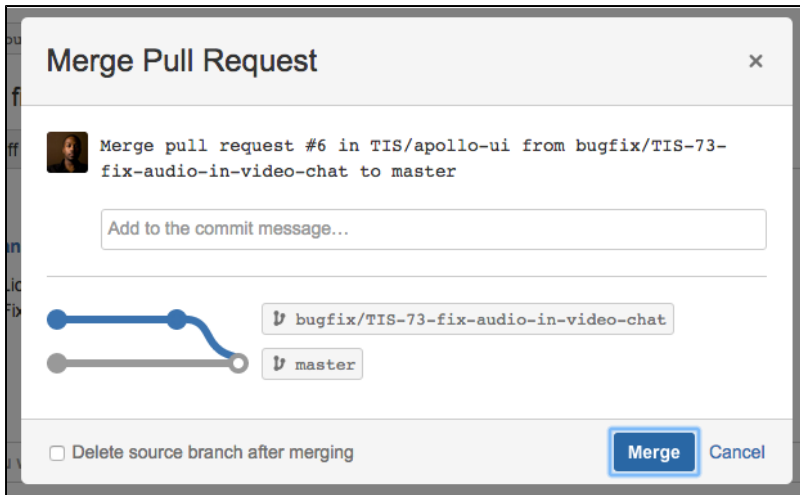 Merge Pull Request
×
Merge pull request #6 in TIS/apollo-ui from bugfix/TIS-73-
fix-audio-in-video-chat to master
Add to the commit message...
bugfix/TIS-73-fix-audio-in-video-chat
master
Delete source branch after merging
Merge Cancel